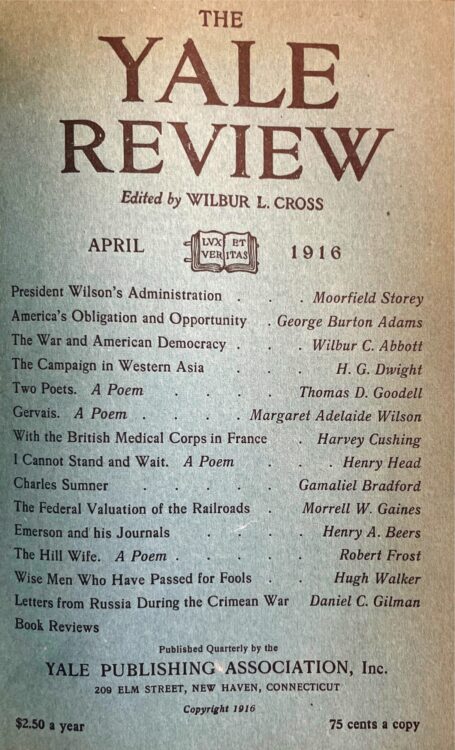 THE
YALE
REVIEW
Edited by WILBUR L. CROSS
APRIL LVX ET VERITAS 1916
President Wilson's Administration . . . Moorfield Storey
America's Obligation and Opportunity . George Burton Adams
The War and American Democracy . . . Wilbur C. Abbott
The Campaign in Western Asia . . . H. G. Dwight
Two Poets. A Poem . . . . Thomas D. Goodell
Gervais. A Poem . . . . Margaret Adelaide Wilson
With the British Medical Corps in France . Harvey Cushing
I Cannot Stand and Wait. A Poem . . . Henry Head
Charles Sumner . . . . . Gamaliel Bradford
The Federal Valuation of the Railroads . Morrell W. Gaines
Emerson and his Journals . . . . Henry A. Beers
The Hill Wife. A Poem . . . . Robert Frost
Wise Men Who Have Passed for Fools . . Hugh Walker
Letters from Russia During the Crimean War Daniel C. Gilman
Book Reviews
Published Quarterly by the
YALE PUBLISHING ASSOCIATION, Inc.
209 ELM STREET, NEW HAVEN, CONNECTICUT
Copyright 1916
$2.50 a year 75 cents a copy